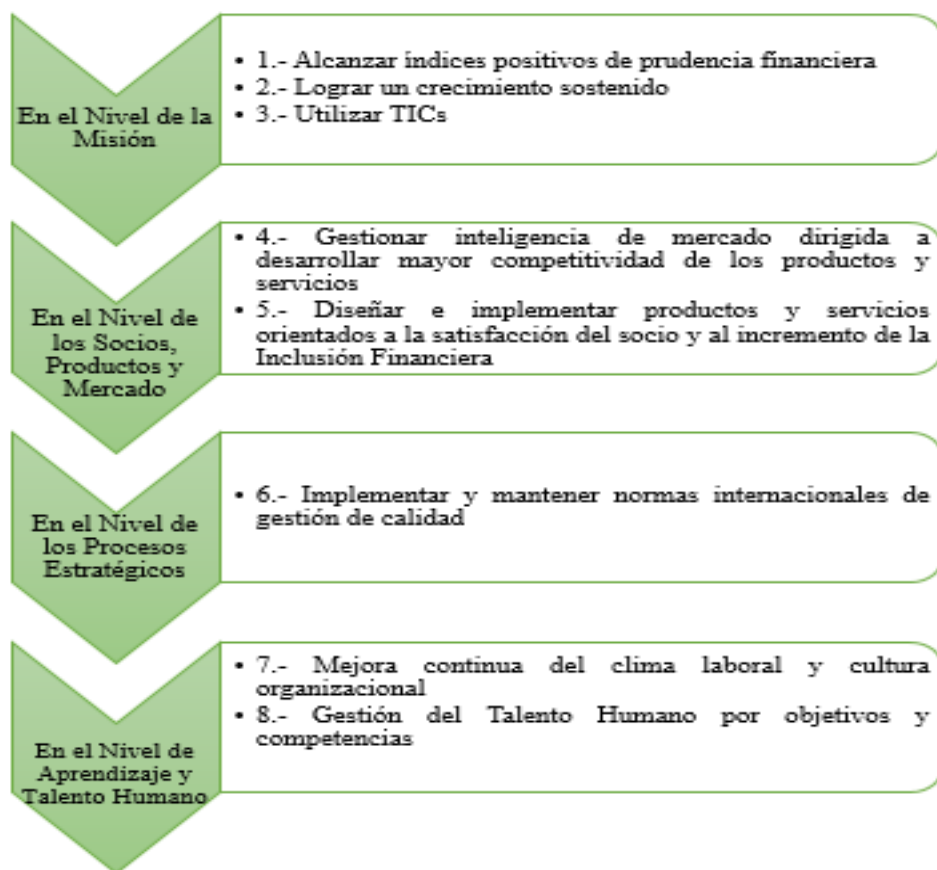 En el Nivel de la
Misión
• 1.- Alcanzar índices positivos de prudencia financiera
• 2.- Lograr un crecimiento sostenido
• 3.- Utilizar TICs
En el Nivel de
los Socios,
Productos y
Mercado
• 4.- Gestionar inteligencia de mercado dirigida a
desarrollar mayor competitividad de los productos y
servicios
• 5.- Diseñar e implementar productos y servicios
orientados a la satisfacción del socio y al incremento de la
Inclusión Financiera
En el Nivel de
los Procesos
Estratégicos
• 6.- Implementar y mantener normas internacionales de
gestión de calidad
En el Nivel de
Aprendizaje y
Talento Humano
• 7.- Mejora continua del clima laboral y cultura
organizacional
• 8.- Gestión del Talento Humano por objetivos y
competencias